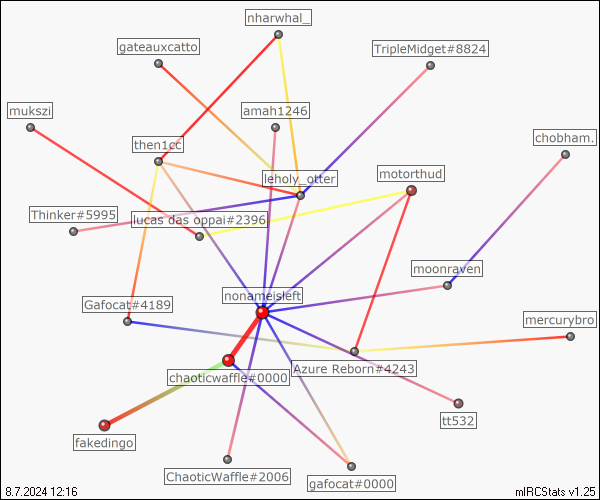 nharwhal_
gateauxcatto
TripleMidget#8824
mukszi
amah1246
then1cc
chobham.
leholy_otter
motorthud
Thinker#5995
lucas das oppai#2396
moonraven
nonameisleft
Gafocat#4189
mercurybro
Azure Reborn#4243
chaoticwaffle#0000
tt532
fakedingo
ChaoticWaffle#2006
gafocat#0000
8.7.2024 12:16
mIRCStats v1.25